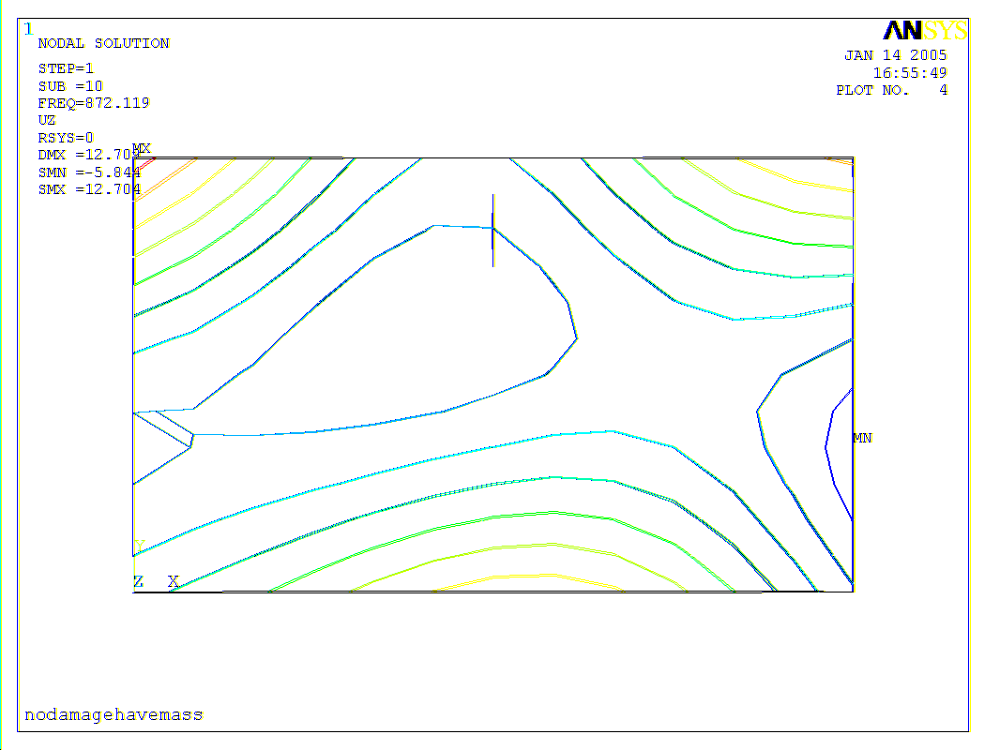 1
NODAL SOLUTION
STEP=1
SUB =10
FREQ=872.119
UZ
RSYS=0
DMX =12.709
SMN =-5.844
SMX =12.704
ANSYS
JAN 14 2005
16:55:49
PLOT NO. 4
MX
MN
Y
Z X
nodamagehavemass